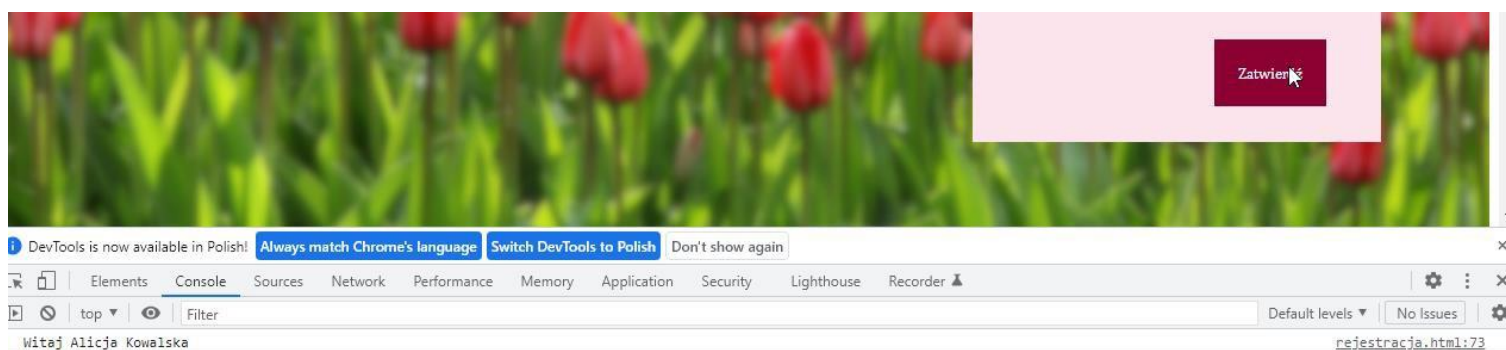 Zatwierdź
DevTools is now available in Polish! Always match Chrome's language Switch DevTools to Polish Don't show again
Elements Console Sources Network Performance Memory Application Security Lighthouse Recorder
top Filter Default levels No Issues
Witaj Alicja Kowalska rejestracja.html:73